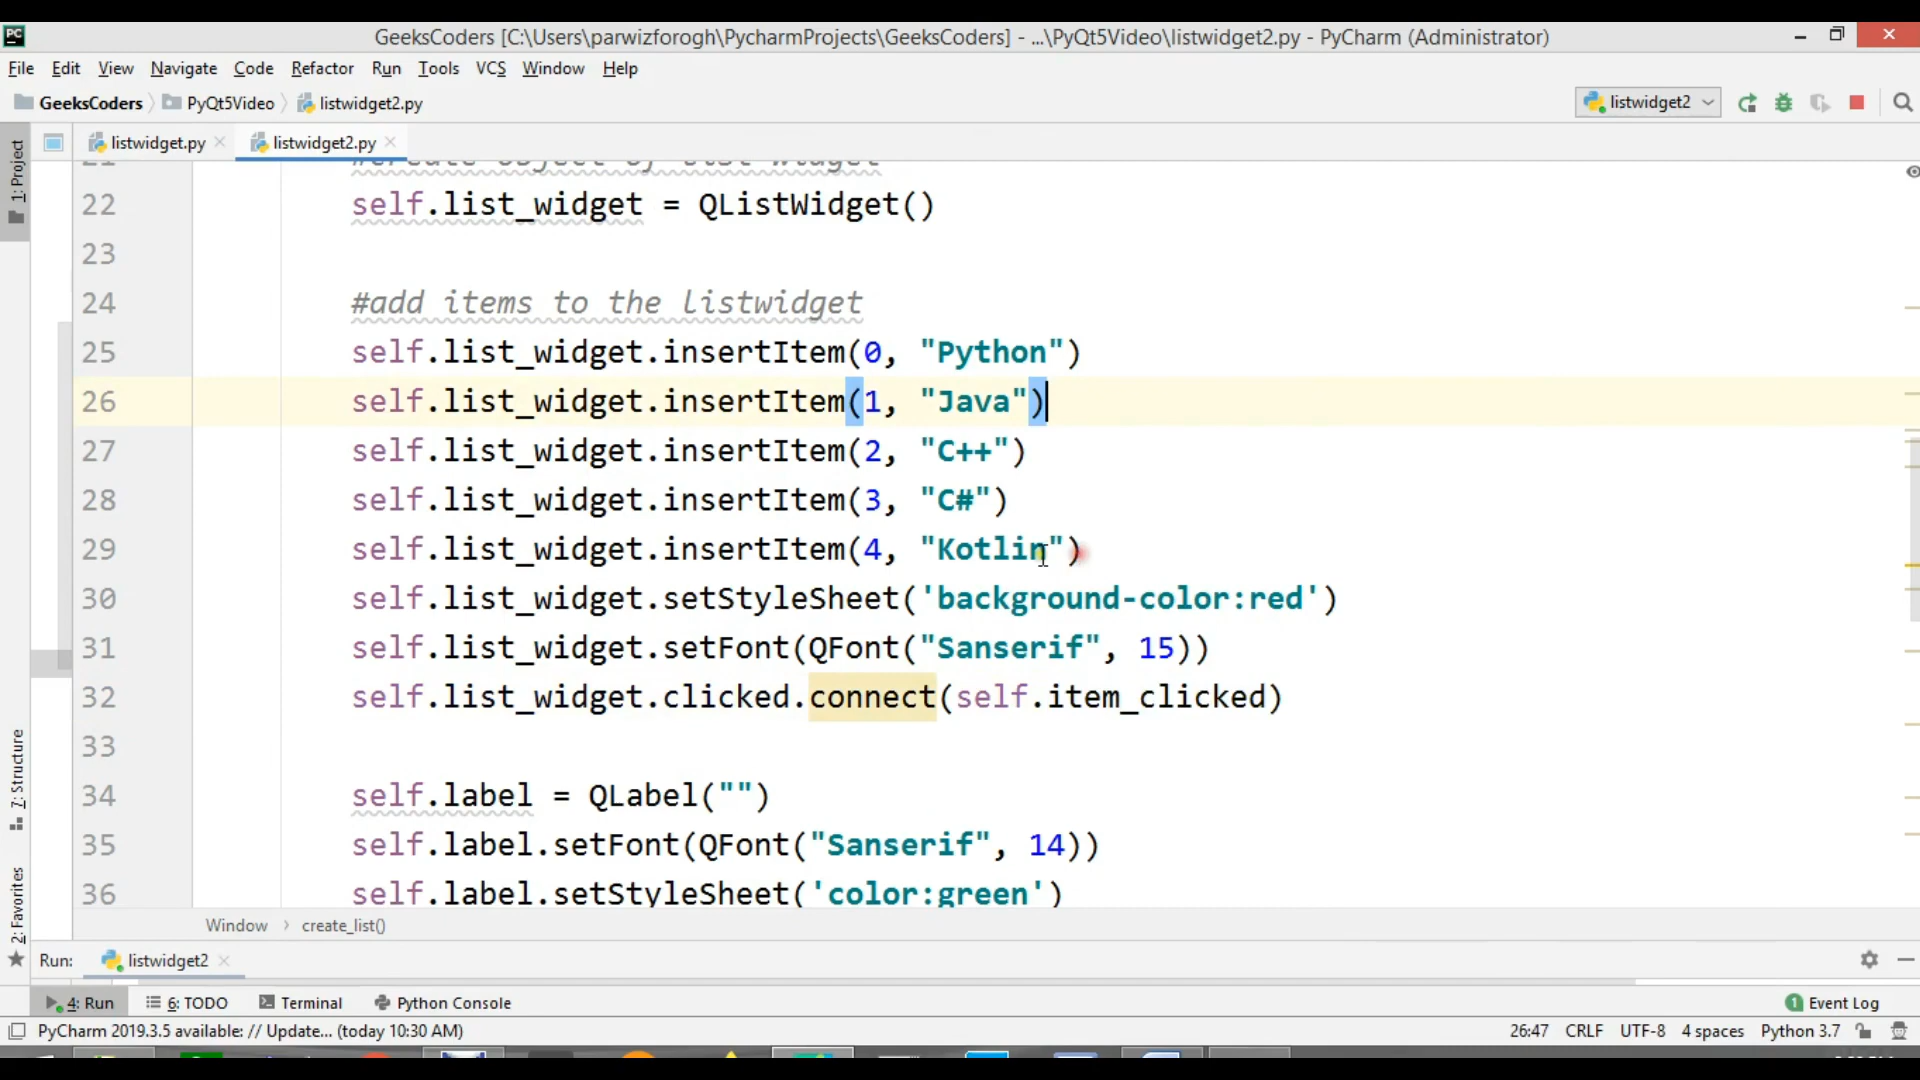 PC
GeeksCoders [C:\Users\parwizforogh\PycharmProjects\GeeksCoders] - ...\PyQt5Video\listwidget2.py - PyCharm (Administrator)
File Edit View Navigate Code Refactor Run Tools VCS Window Help
GeeksCoders PyQt5Video listwidget2.py
listwidget2
listwidget.py listwidget2.py
1: Project
#create object of list widget
22 self.list_widget = QListWidget()
23
24 #add items to the listwidget
25 self.list_widget.insertItem(0, "Python")
26 self.list_widget.insertItem(1, "Java")
27 self.list_widget.insertItem(2, "C++")
28 self.list_widget.insertItem(3, "C#")
29 self.list_widget.insertItem(4, "Kotlin")
30 self.list_widget.setStyleSheet('background-color:red')
31 self.list_widget.setFont(QFont("Sanserif", 15))
32 self.list_widget.clicked.connect(self.item_clicked)
33
34 self.label = QLabel("")
35 self.label.setFont(QFont("Sanserif", 14))
36 self.label.setStyleSheet('color:green')
7: Structure
2: Favorites
Window › create_list()
Run: listwidget2
4: Run 6: TODO Terminal Python Console 1 Event Log
PyCharm 2019.3.5 available: // Update... (today 10:30 AM) 26:47 CRLF UTF-8 4 spaces Python 3.7